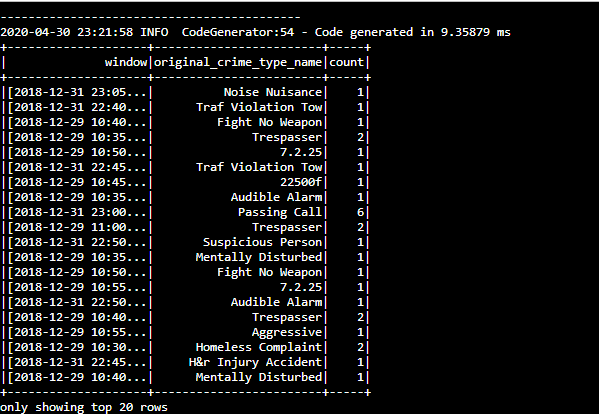 -------------------------------------------
2020-04-30 23:21:58 INFO  CodeGenerator:54 - Code generated in 9.35879 ms
+--------------------+------------------------+-----+
|              window|original_crime_type_name|count|
+--------------------+------------------------+-----+
|[2018-12-31 23:05...|          Noise Nuisance|    1|
|[2018-12-31 22:40...|      Traf Violation Tow|    1|
|[2018-12-29 10:40...|         Fight No Weapon|    1|
|[2018-12-29 10:35...|              Trespasser|    2|
|[2018-12-29 10:50...|                  7.2.25|    1|
|[2018-12-31 22:45...|      Traf Violation Tow|    1|
|[2018-12-29 10:45...|                  22500f|    1|
|[2018-12-29 10:35...|           Audible Alarm|    1|
|[2018-12-31 23:00...|            Passing Call|    6|
|[2018-12-29 11:00...|              Trespasser|    2|
|[2018-12-31 22:50...|       Suspicious Person|    1|
|[2018-12-29 10:35...|      Mentally Disturbed|    1|
|[2018-12-29 10:50...|         Fight No Weapon|    1|
|[2018-12-29 10:55...|                  7.2.25|    1|
|[2018-12-31 22:50...|           Audible Alarm|    1|
|[2018-12-29 10:40...|              Trespasser|    2|
|[2018-12-29 10:55...|              Aggressive|    1|
|[2018-12-29 10:30...|      Homeless Complaint|    2|
|[2018-12-31 22:45...|     H&r Injury Accident|    1|
|[2018-12-29 10:40...|      Mentally Disturbed|    1|
+--------------------+------------------------+-----+
only showing top 20 rows